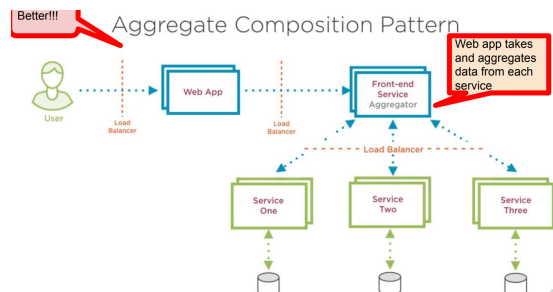 Better!!!
Aggregate Composition Pattern
Web app takes
and aggregates
data from each
service
User
Load
Balancer
Web App
Load
Balancer
Front-end
Service
Aggregator
Load Balancer
Service
One
Service
Two
Service
Three